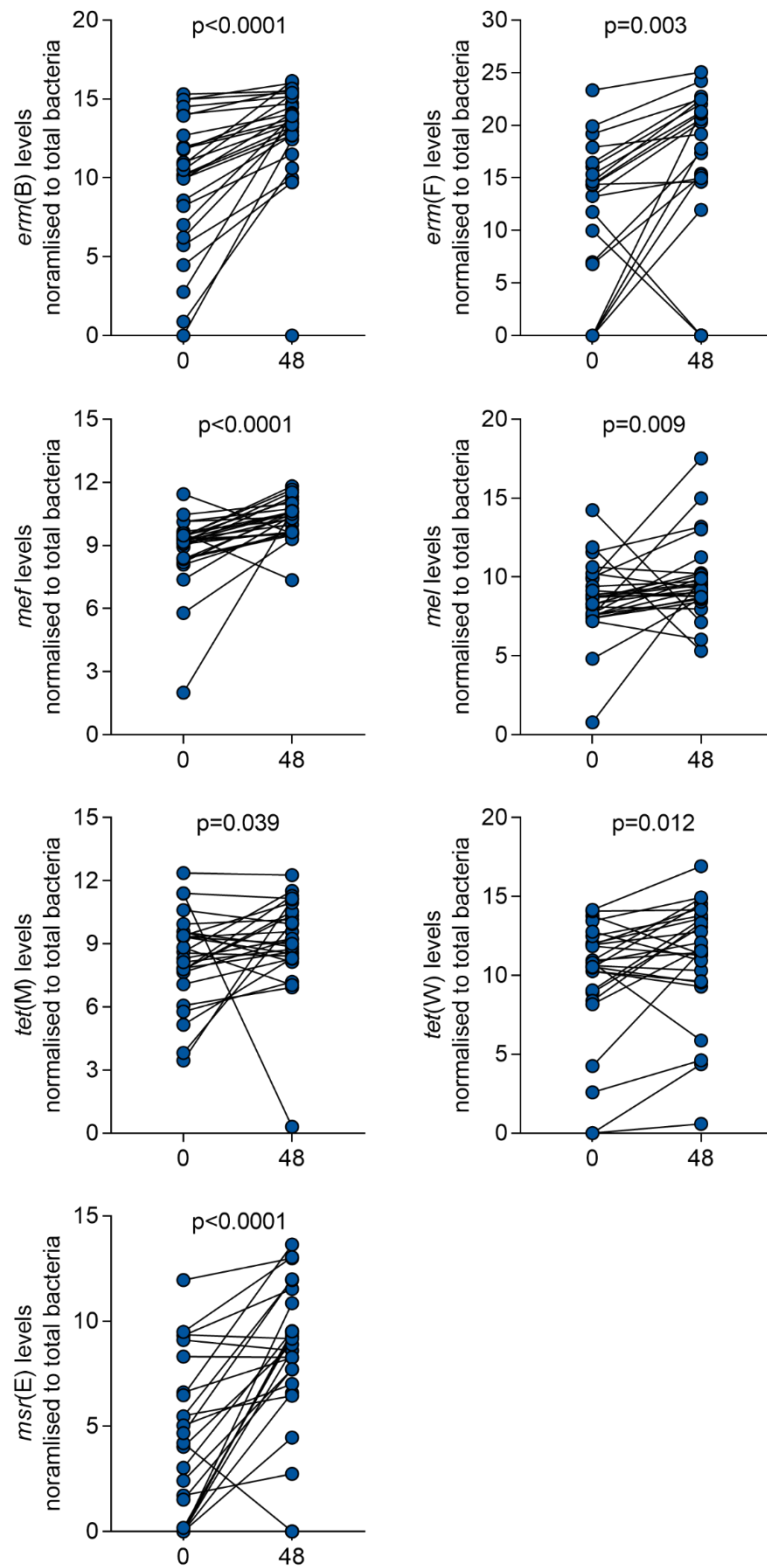 p<0.0001
erm(B) levels
noramlised to total bacteria
20
15
10
5
0
0 48
p=0.003
erm(F) levels
normalised to total bacteria
30
25
20
15
10
5
0
0 48
p<0.0001
mef levels
normalised to total bacteria
15
12
9
6
3
0
0 48
p=0.009
mel levels
normalised to total bacteria
20
15
10
5
0
0 48
p=0.039
tet(M) levels
normalised to total bacteria
15
12
9
6
3
0
0 48
p=0.012
tet(W) levels
normalised to total bacteria
20
15
10
5
0
0 48
p<0.0001
msr(E) levels
noramlised to total bacteria
15
10
5
0
0 48